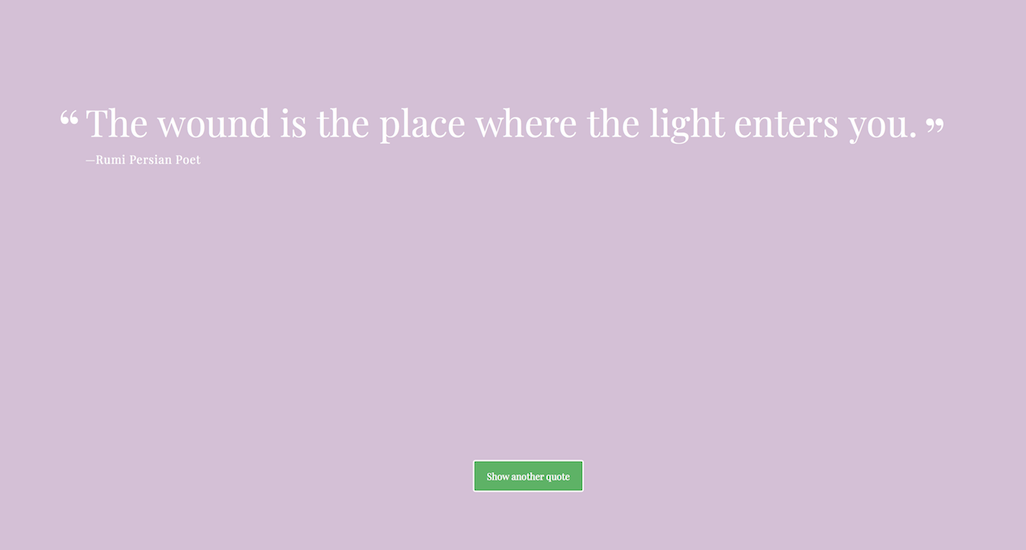 “ The wound is the place where the light enters you. ”
—Rumi Persian Poet
Show another quote